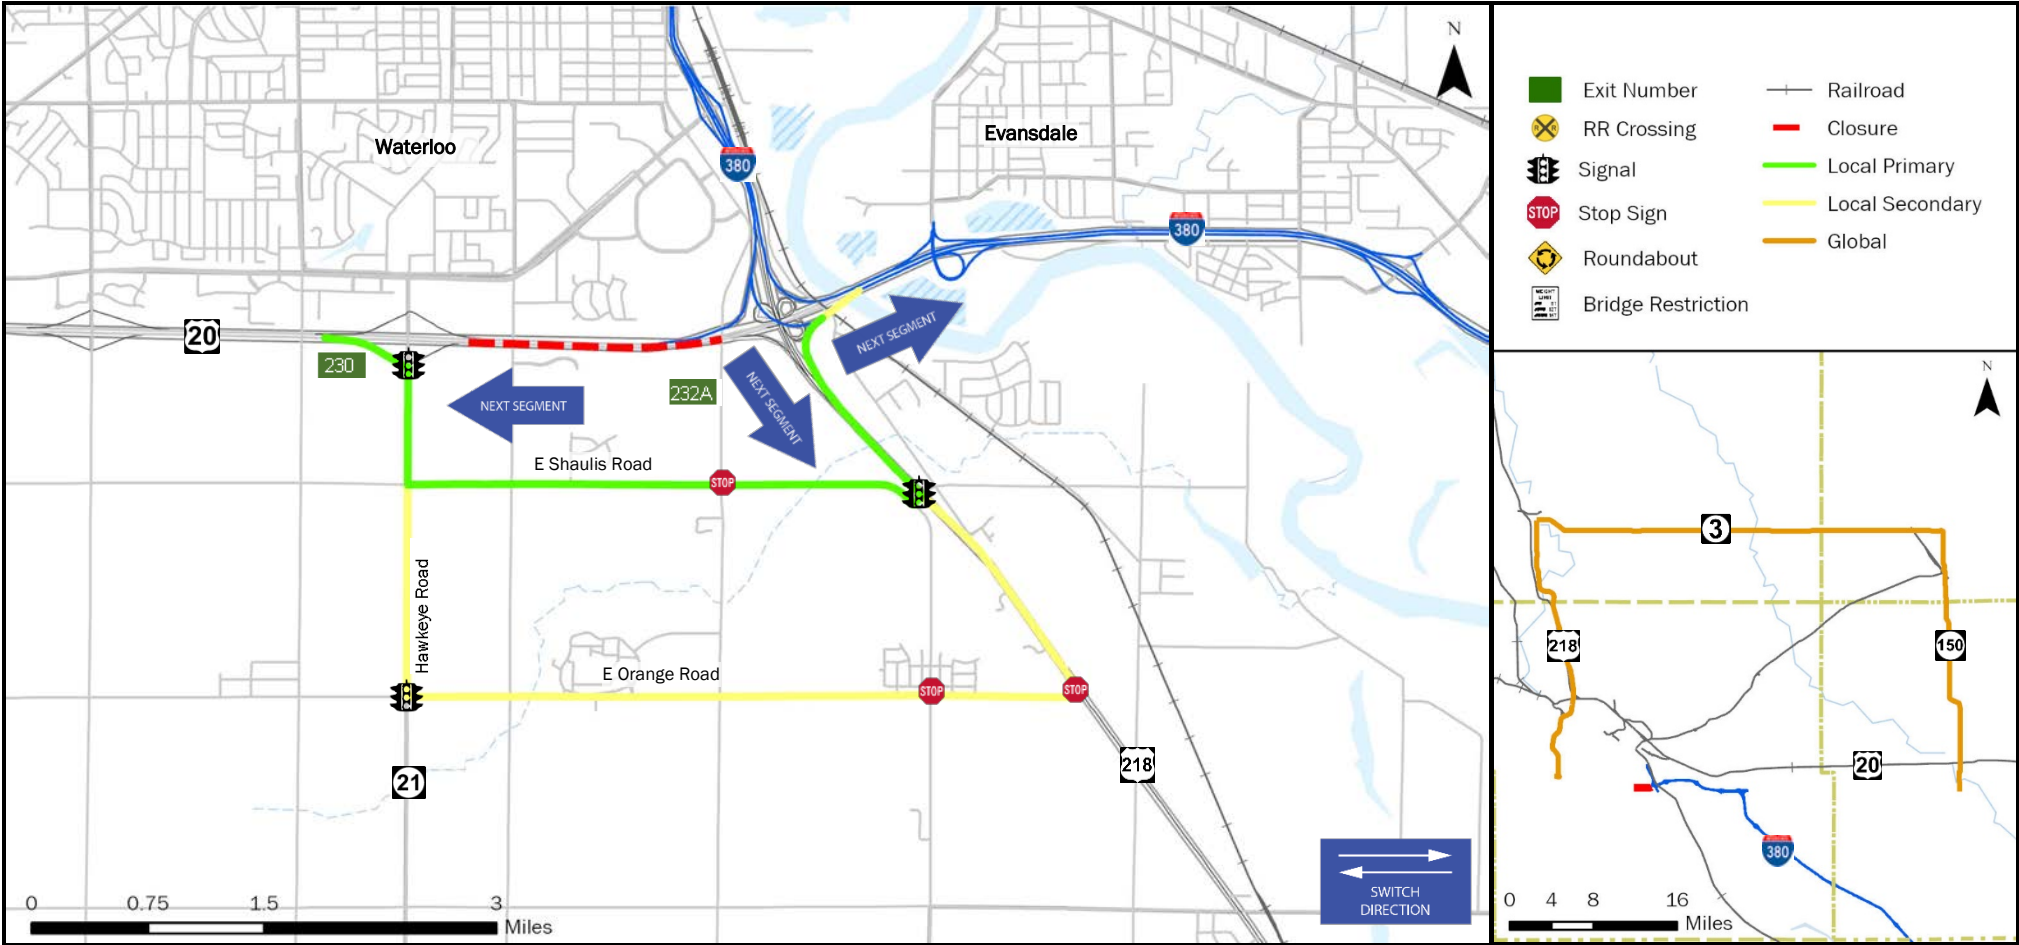 N
Waterloo
Evansdale
380
380
20
230
232A
NEXT SEGMENT
NEXT SEGMENT
NEXT SEGMENT
E Shaulis Road
STOP
Hawkeye Road
E Orange Road
STOP
STOP
21
218
0 0.75 1.5 3
Miles
SWITCH
DIRECTION
Exit Number
RR Crossing
Signal
STOP Stop Sign
Roundabout
WEIGHT
LIMIT
Bridge Restriction
Railroad
Closure
Local Primary
Local Secondary
Global
N
3
218
150
20
380
0 4 8 16
Miles